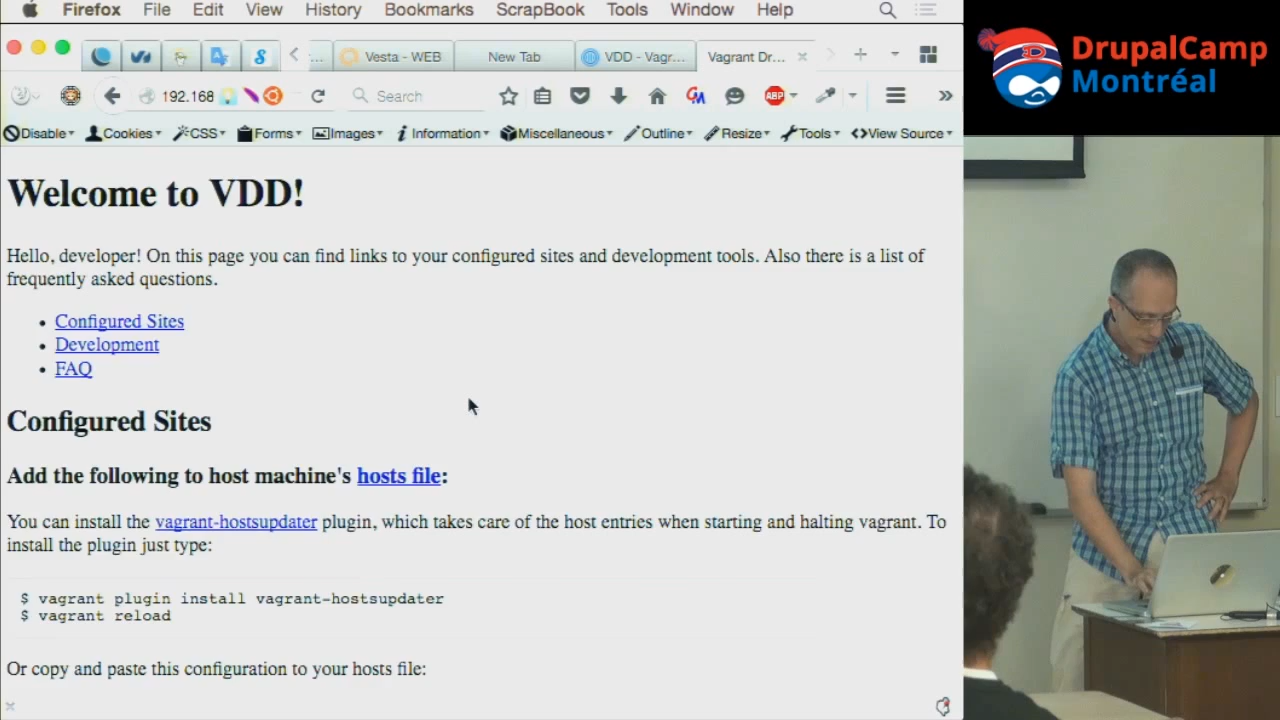 Firefox File Edit View History Bookmarks ScrapBook Tools Window Help
... Vesta - WEB New Tab VDD - Vagr... Vagrant Dr...
192.168 Search ABP
Disable Cookies CSS Forms Images Information Miscellaneous Outline Resize Tools View Source
Welcome to VDD!
Hello, developer! On this page you can find links to your configured sites and development tools. Also there is a list of
frequently asked questions.
• Configured Sites
• Development
• FAQ
Configured Sites
Add the following to host machine's hosts file:
You can install the vagrant-hostsupdater plugin, which takes care of the host entries when starting and halting vagrant. To
install the plugin just type:
$ vagrant plugin install vagrant-hostsupdater
$ vagrant reload
Or copy and paste this configuration to your hosts file:
DrupalCamp
Montréal